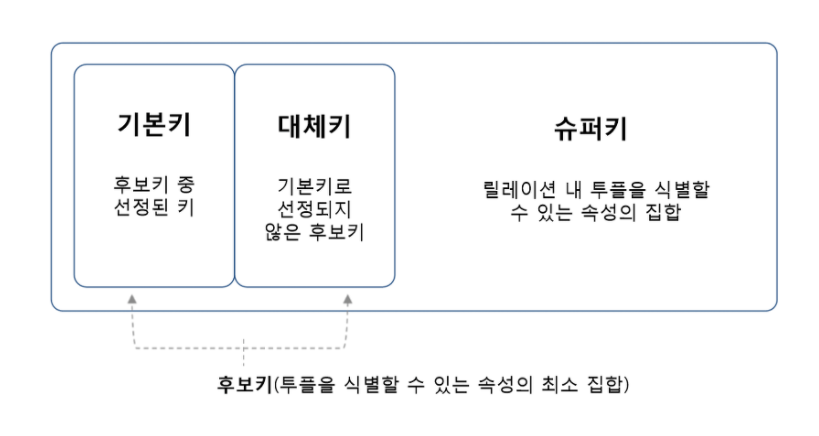 기본키
후보키 중
선정된 키
대체키
기본키로
선정되지
않은 후보키
슈퍼키
릴레이션 내 투플을 식별할
수 있는 속성의 집합
후보키(투플을 식별할 수 있는 속성의 최소 집합)